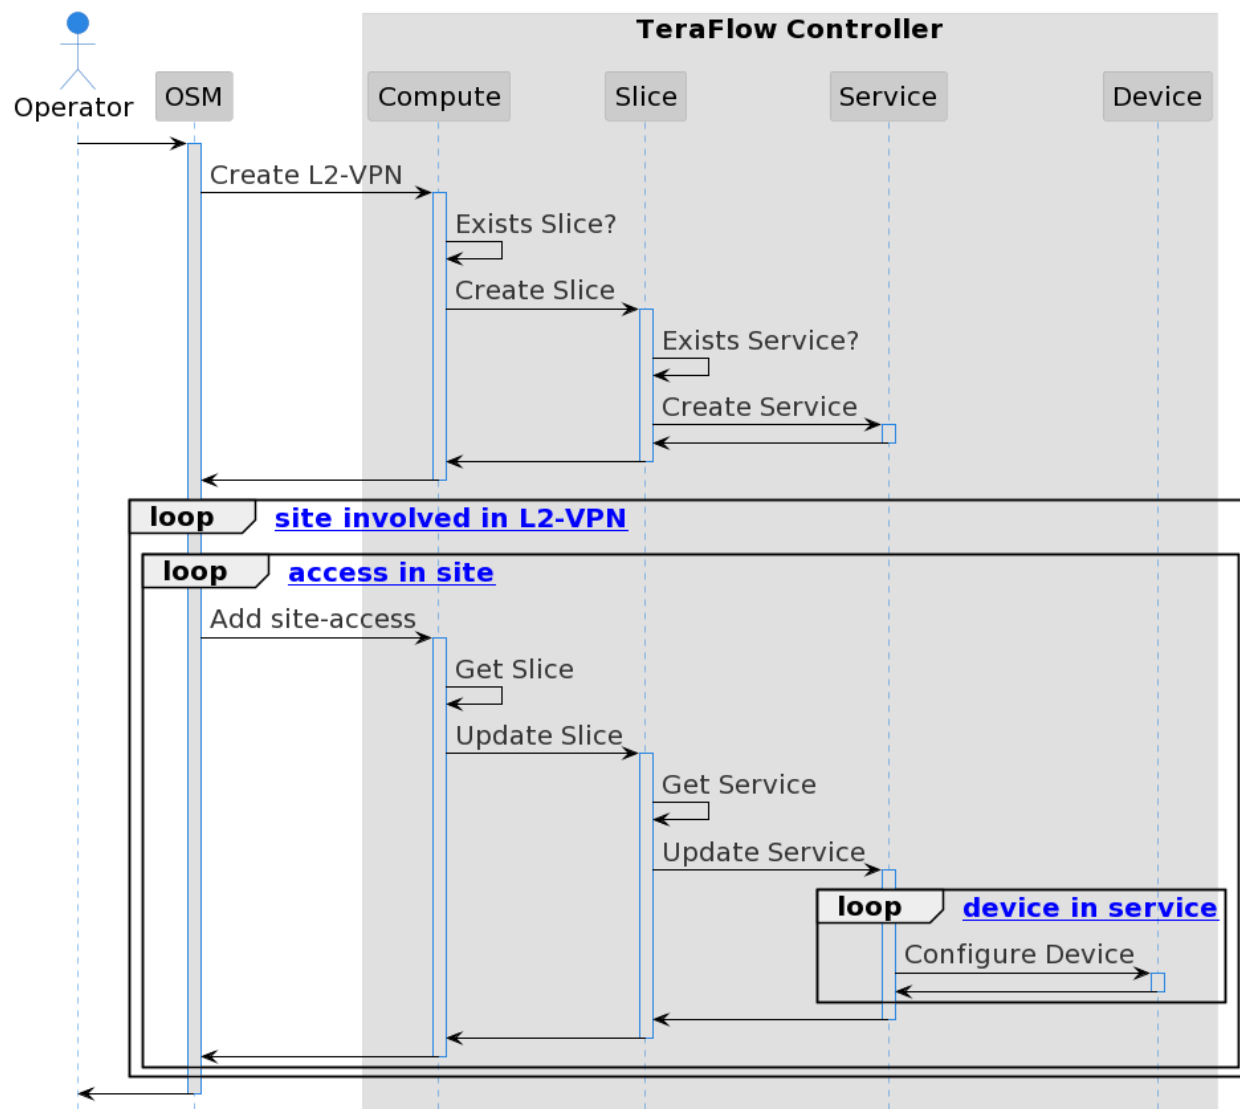 TeraFlow Controller
Operator
OSM
Compute
Slice
Service
Device
Create L2-VPN
Exists Slice?
Create Slice
Exists Service?
Create Service
loop site involved in L2-VPN
loop access in site
Add site-access
Get Slice
Update Slice
Get Service
Update Service
loop device in service
Configure Device